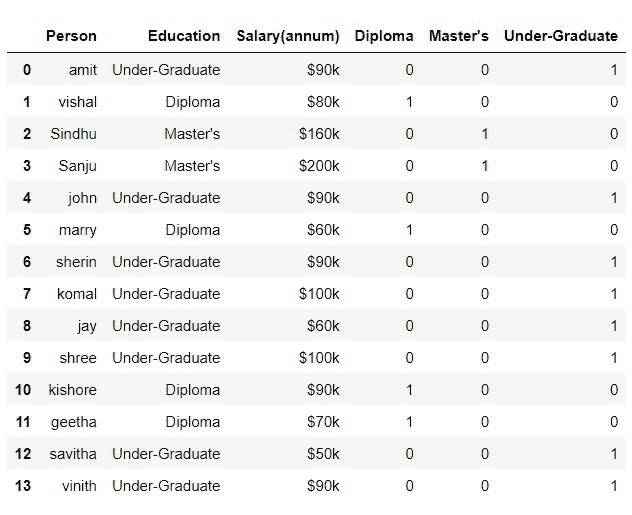 Person Education Salary(annum) Diploma Master's Under-Graduate
0 amit Under-Graduate $90k 0 0 1
1 vishal Diploma $80k 1 0 0
2 Sindhu Master's $160k 0 1 0
3 Sanju Master's $200k 0 1 0
4 john Under-Graduate $90k 0 0 1
5 marry Diploma $60k 1 0 0
6 sherin Under-Graduate $90k 0 0 1
7 komal Under-Graduate $100k 0 0 1
8 jay Under-Graduate $60k 0 0 1
9 shree Under-Graduate $100k 0 0 1
10 kishore Diploma $90k 1 0 0
11 geetha Diploma $70k 1 0 0
12 savitha Under-Graduate $50k 0 0 1
13 vinith Under-Graduate $90k 0 0 1